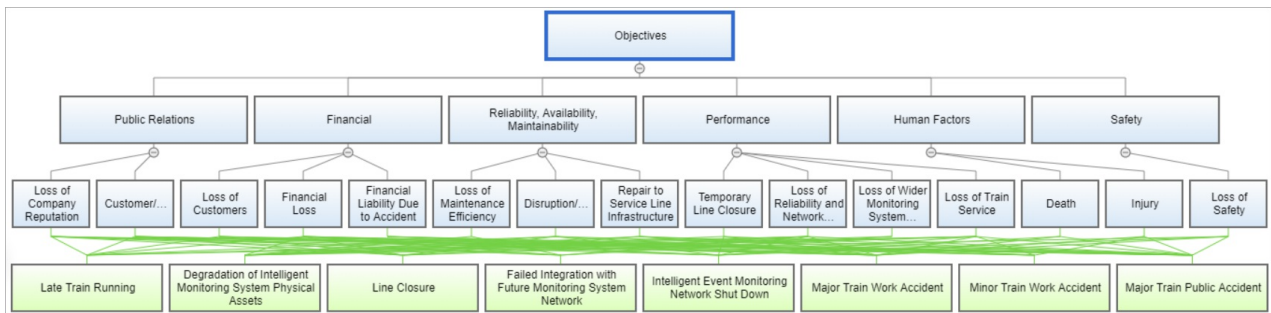 Objectives
Public Relations
Financial
Reliability, Availability,
Maintainability
Performance
Human Factors
Safety
Loss of
Company
Reputation
Customer/...
Loss of
Customers
Financial
Loss
Financial
Liability Due
to Accident
Loss of
Maintenance
Efficiency
Disruption/...
Repair to
Service Line
Infrastructure
Temporary
Line Closure
Loss of
Reliability and
Network...
Loss of Wider
Monitoring
System...
Loss of Train
Service
Death
Injury
Loss of
Safety
Late Train Running
Degradation of Intelligent
Monitoring System Physical
Assets
Line Closure
Failed Integration with
Future Monitoring System
Network
Intelligent Event Monitoring
Network Shut Down
Major Train Work Accident
Minor Train Work Accident
Major Train Public Accident